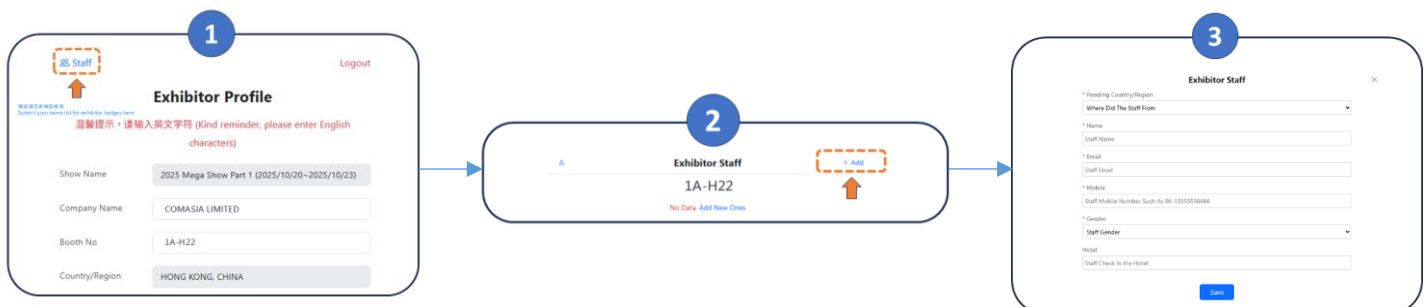 1
Staff
Logout
Submit your name list for exhibitor badges here
Exhibitor Profile
温馨提示，请输入英文字符 (Kind reminder, please enter English
characters)
Show Name
2025 Mega Show Part 1 (2025/10/20~2025/10/23)
Company Name
COMASIA LIMITED
Booth No
1A-H22
Country/Region
HONG KONG, CHINA
2
Exhibitor Staff
+ Add
1A-H22
No Data. Add New Ones
3
Exhibitor Staff
×
* Residing Country/Region
Where Did The Staff From
* Name
Staff Name
* Email
Staff Email
* Mobile
Staff Mobile Number Such As 86-13355556666
* Gender
Staff Gender
Hotel
Staff Check In the Hotel
Save